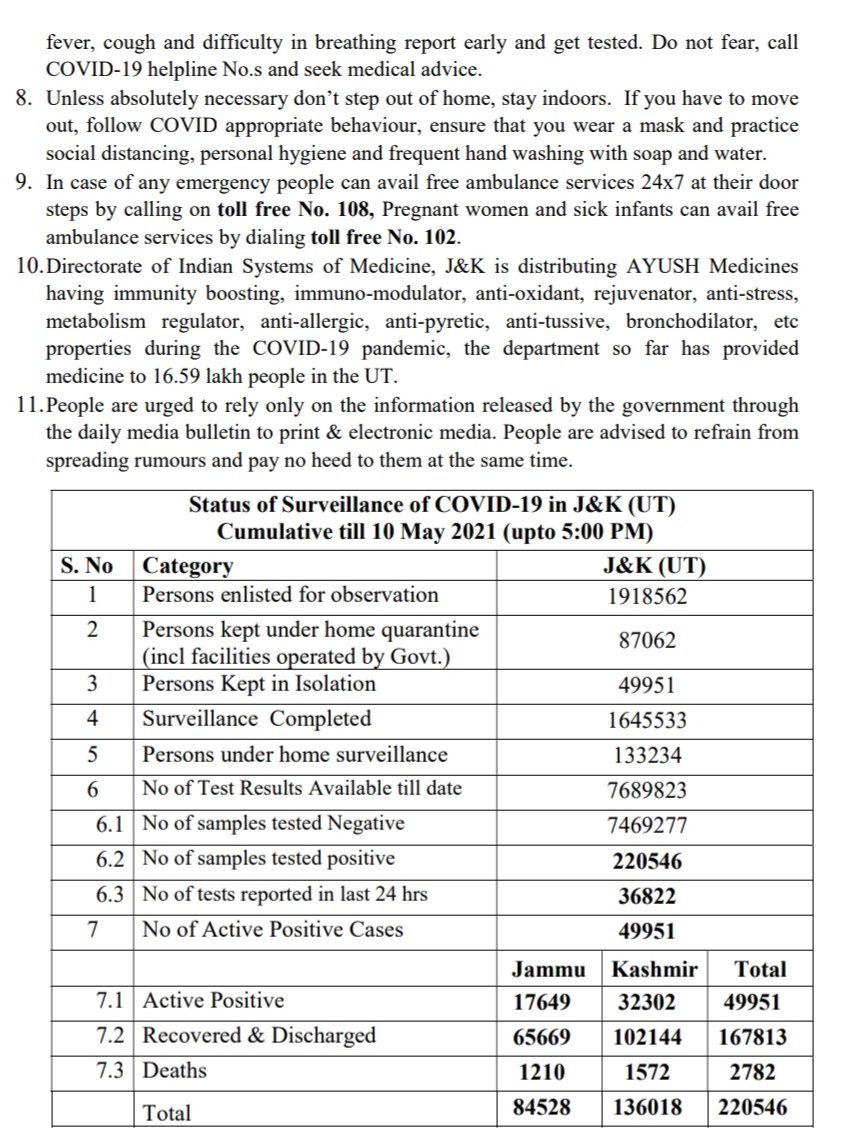 fever, cough and difficulty in breathing report early and get tested. Do not fear, call
COVID-19 helpline No.s and seek medical advice.
8. Unless absolutely necessary don’t step out of home, stay indoors. If you have to move
out, follow COVID appropriate behaviour, ensure that you wear a mask and practice
social distancing, personal hygiene and frequent hand washing with soap and water.
9. In case of any emergency people can avail free ambulance services 24x7 at their door
steps by calling on toll free No. 108, Pregnant women and sick infants can avail free
ambulance services by dialing toll free No. 102.
10.Directorate of Indian Systems of Medicine, J&K is distributing AYUSH Medicines
having immunity boosting, immuno-modulator, anti-oxidant, rejuvenator, anti-stress,
metabolism regulator, anti-allergic, anti-pyretic, anti-tussive, bronchodilator, etc
properties during the COVID-19 pandemic, the department so far has provided
medicine to 16.59 lakh people in the UT.
11.People are urged to rely only on the information released by the government through
the daily media bulletin to print & electronic media. People are advised to refrain from
spreading rumours and pay no heed to them at the same time.
Status of Surveillance of COVID-19 in J&K (UT)
Cumulative till 10 May 2021 (upto 5:00 PM)
S. No Category J&K (UT)
1 Persons enlisted for observation 1918562
2 Persons kept under home quarantine
(incl facilities operated by Govt.) 87062
3 Persons Kept in Isolation 49951
4 Surveillance Completed 1645533
5 Persons under home surveillance 133234
6 No of Test Results Available till date 7689823
6.1 No of samples tested Negative 7469277
6.2 No of samples tested positive 220546
6.3 No of tests reported in last 24 hrs 36822
7 No of Active Positive Cases 49951
Jammu Kashmir Total
7.1 Active Positive 17649 32302 49951
7.2 Recovered & Discharged 65669 102144 167813
7.3 Deaths 1210 1572 2782
Total 84528 136018 220546